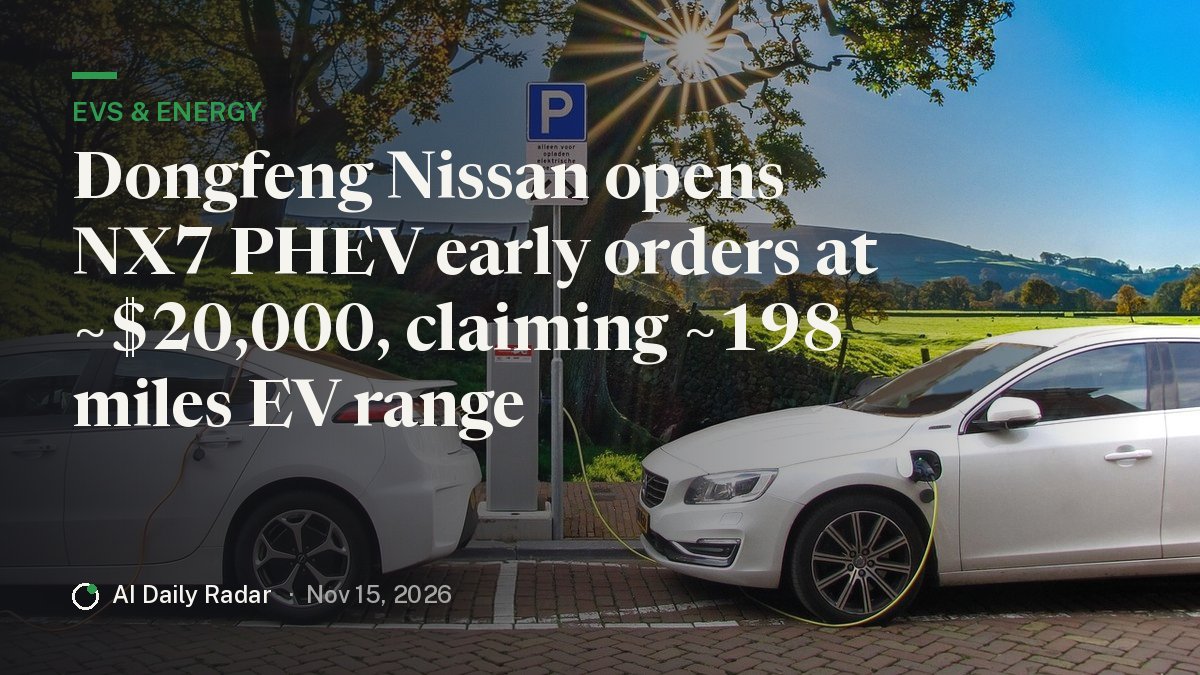 EVS & ENERGY
P
alleen voor
opladen
elektrische
Dongfeng Nissan opens
NX7 PHEV early orders at
~$20,000, claiming ~198
miles EV range
AI Daily Radar · Nov 15, 2026